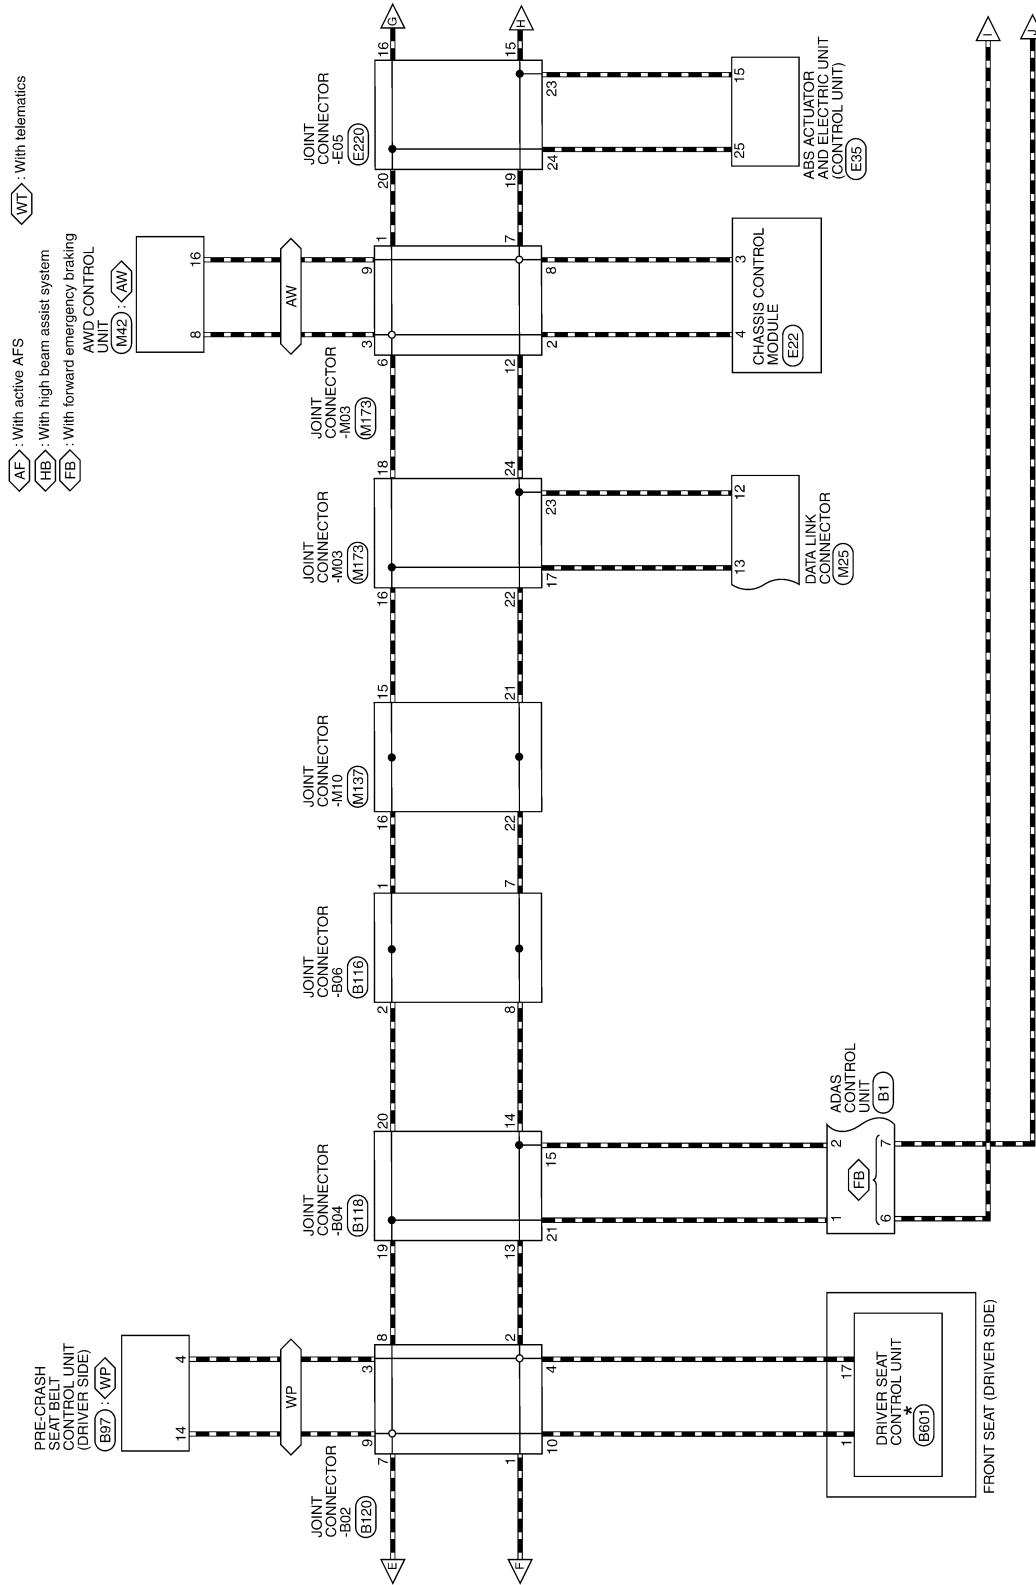 AF : With active AFS
WT : With telematics
HB : With high beam assist system
FB : With forward emergency braking
PRE-CRASH
SEAT BELT
CONTROL UNIT
(DRIVER SIDE)
B97 : WP
14 4
WP
AWD CONTROL
UNIT
M42 : AW
8 16
AW
JOINT
CONNECTOR
-B02
B120
7 9 3 8
JOINT
CONNECTOR
-B04
B118
19 20
JOINT
CONNECTOR
-B06
B116
2 1
JOINT
CONNECTOR
-M10
M137
16 15
JOINT
CONNECTOR
-M03
M173
16 18
JOINT
CONNECTOR
-M03
M173
6 3 9 1
JOINT
CONNECTOR
-E05
E220
20 16
E G
F H
1 2 13 14 8 7 22 21 22 24 12 7 19 15
10 4 21 15 17 23 2 8 24 23
13 12
DATA LINK
CONNECTOR
M25
4 3
CHASSIS CONTROL
MODULE
E22
25 15
ABS ACTUATOR
AND ELECTRIC UNIT
(CONTROL UNIT)
E35
1 17
DRIVER SEAT
CONTROL UNIT
*
B601
FRONT SEAT (DRIVER SIDE)
1 2
FB
6 7
ADAS
CONTROL
UNIT
B1
I
J